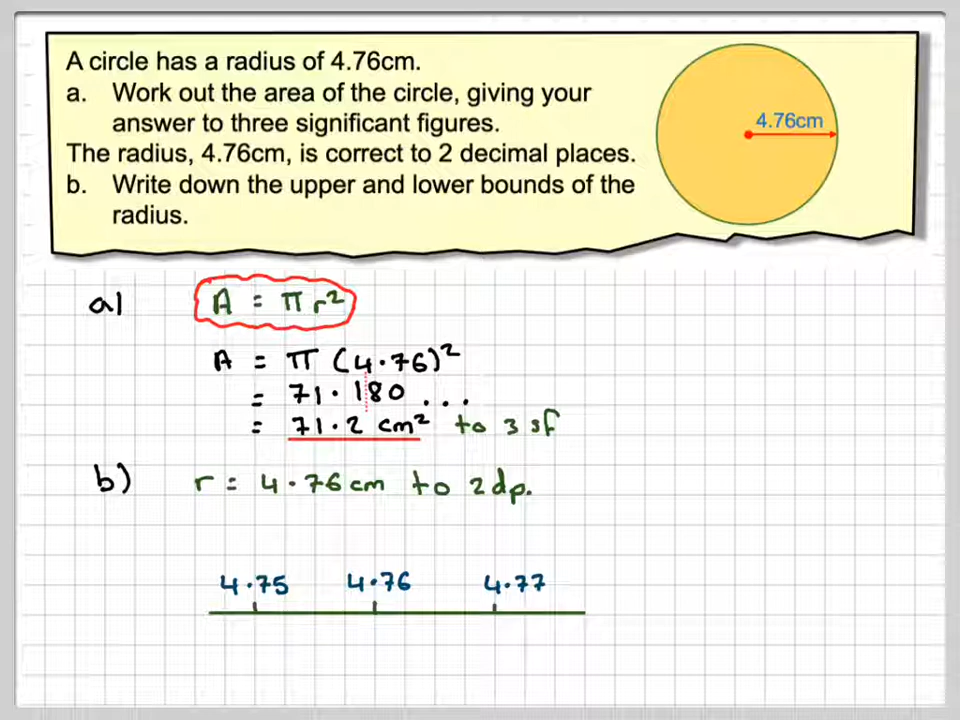 A circle has a radius of 4.76cm.
a. Work out the area of the circle, giving your
answer to three significant figures.
The radius, 4.76cm, is correct to 2 decimal places.
b. Write down the upper and lower bounds of the
radius.
4.76cm
a) A = πr²
A = π (4.76)²
= 71.180 ...
= 71.2 cm² to 3 sf
b) r = 4.76cm to 2dp.
4.75 4.76 4.77